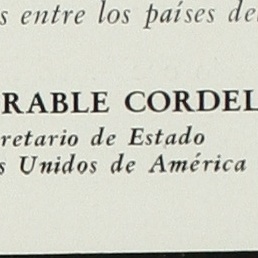 s entre los países de
RABLE CORDEL
retario de Estado
s Unidos de América